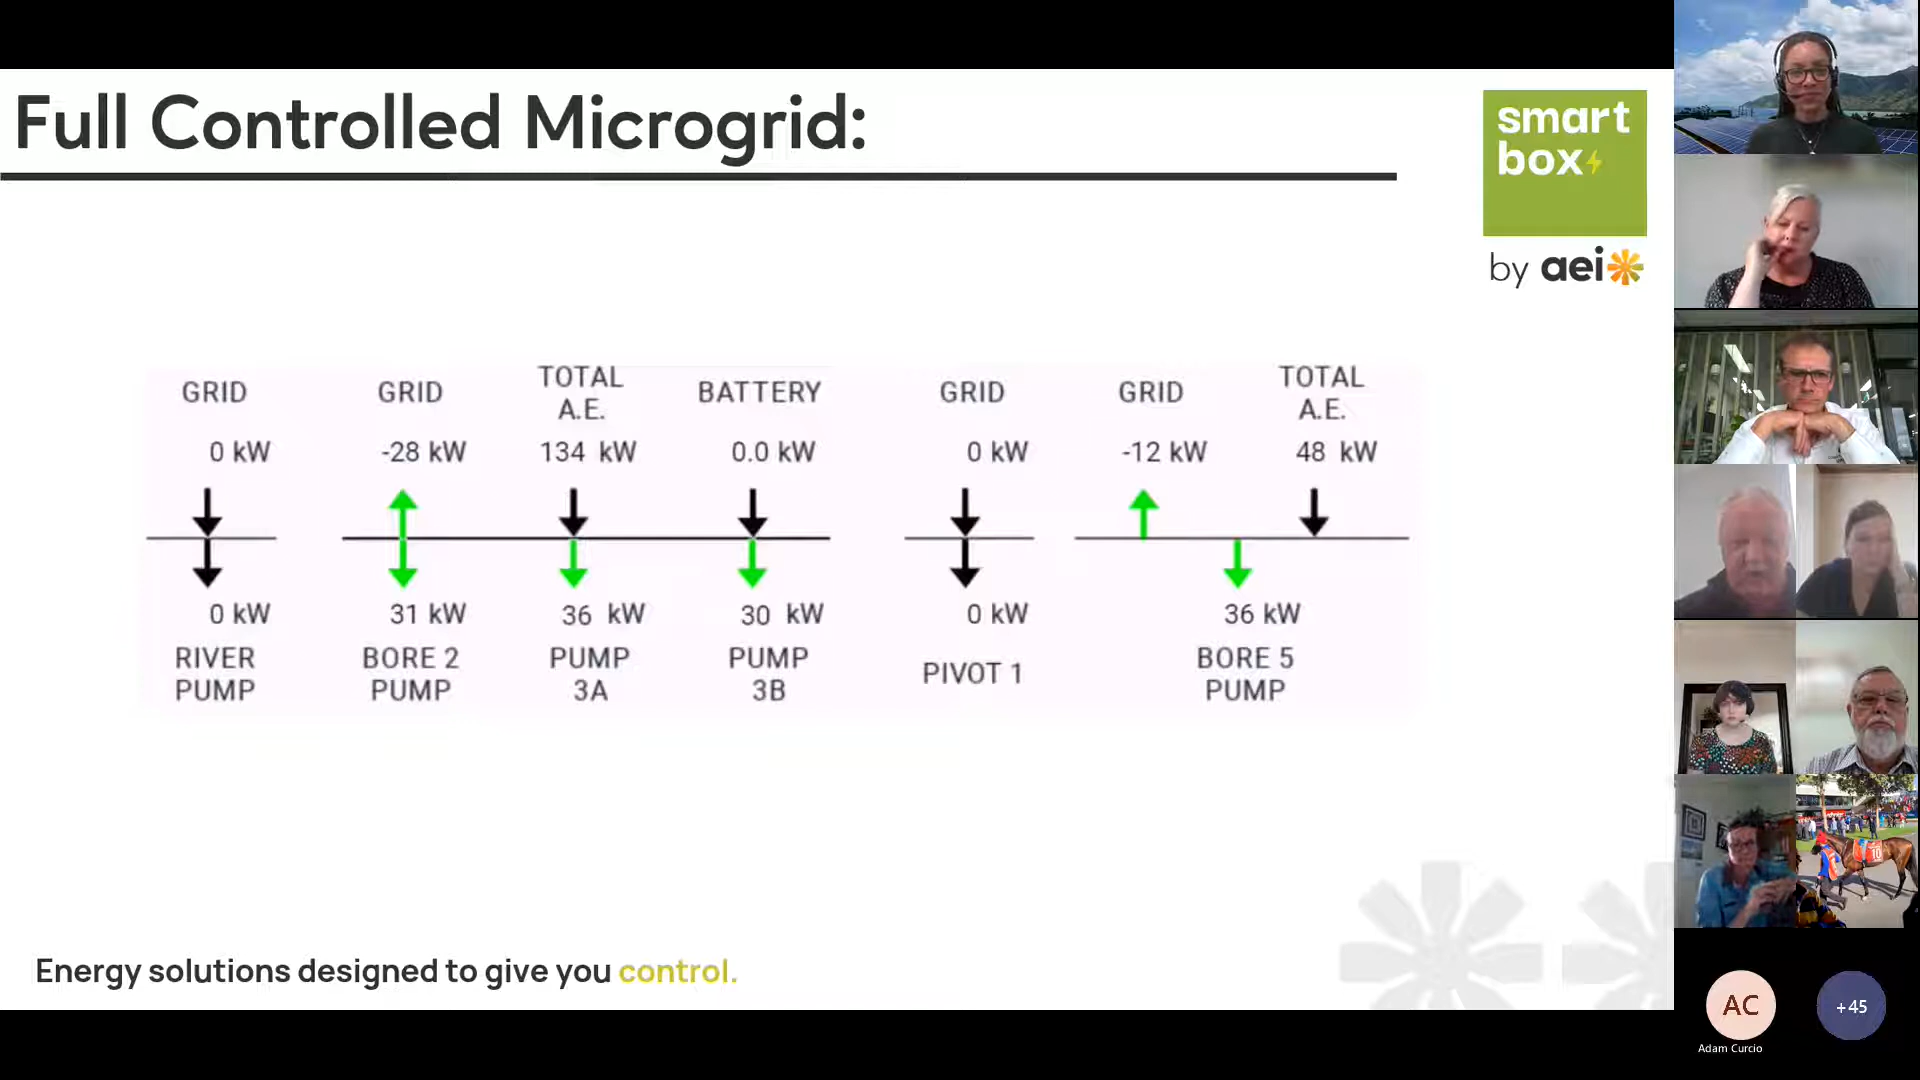 Full Controlled Microgrid:
smart
box
by aei
GRID
GRID
TOTAL
A.E.
BATTERY
GRID
GRID
TOTAL
A.E.
0 kW
-28 kW
134 kW
0.0 kW
0 kW
-12 kW
48 kW
0 kW
31 kW
36 kW
30 kW
0 kW
36 kW
RIVER
PUMP
BORE 2
PUMP
PUMP
3A
PUMP
3B
PIVOT 1
BORE 5
PUMP
Energy solutions designed to give you control.
10
AC
Adam Curcio
+45